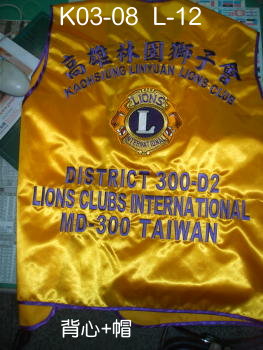 K03-08 L-12
高雄林園獅子會
KAOHSIUNG LINYUAN LIONS CLUB
LIONS
L
INTERNATIONAL
DISTRICT 300-D2
LIONS CLUBS INTERNATIONAL
MD-300 TAIWAN
背心+帽